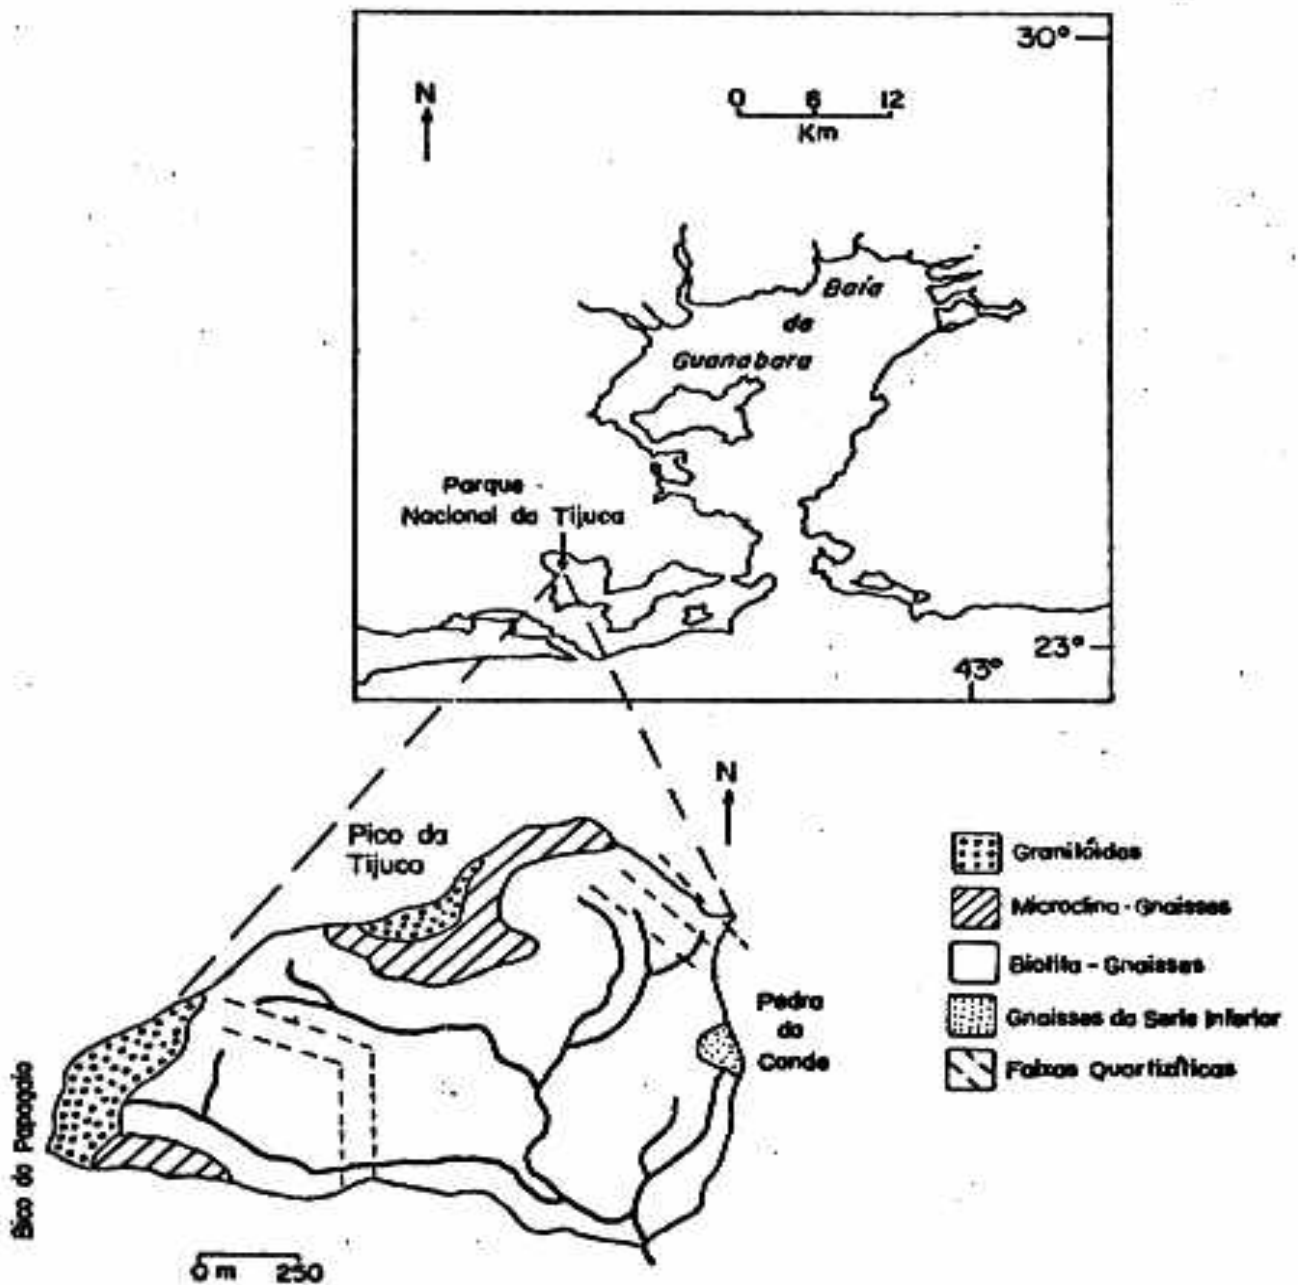 30°
N
0 6 12
Km
Baía
de
Guanabara
Parque
Nacional da Tijuca
23°
43°
N
Pico da
Tijuca
Granitóides
Microclina - Gnaisses
Biotita - Gnaisses
Gnaisses da Serie Inferior
Faixas Quartizíticas
Pedra
do
Conde
Bico do Papagaio
0 m 250